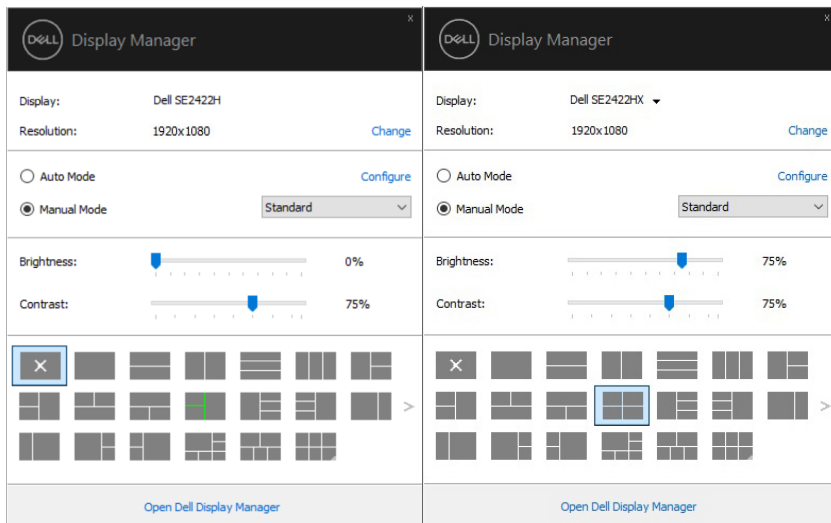 DELL Display Manager
Display: Dell SE2422H
Resolution: 1920x1080 Change
Auto Mode Configure
Manual Mode Standard
Brightness: 0%
Contrast: 75%
Open Dell Display Manager
DELL Display Manager
Display: Dell SE2422HX
Resolution: 1920x1080 Change
Auto Mode Configure
Manual Mode Standard
Brightness: 75%
Contrast: 75%
Open Dell Display Manager